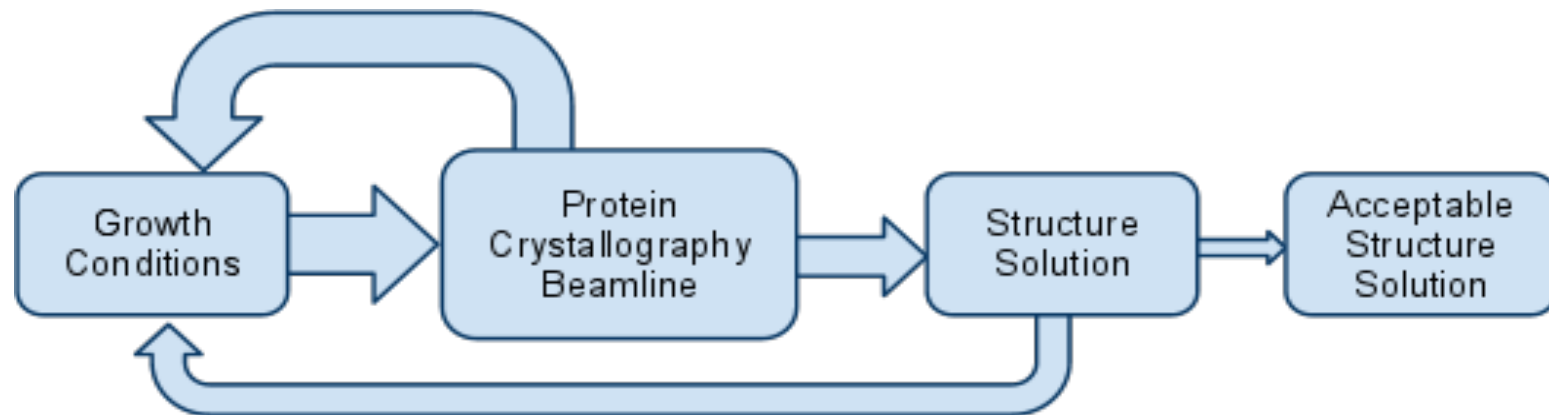 Growth
Conditions
Protein
Crystallography
Beamline
Structure
Solution
Acceptable
Structure
Solution